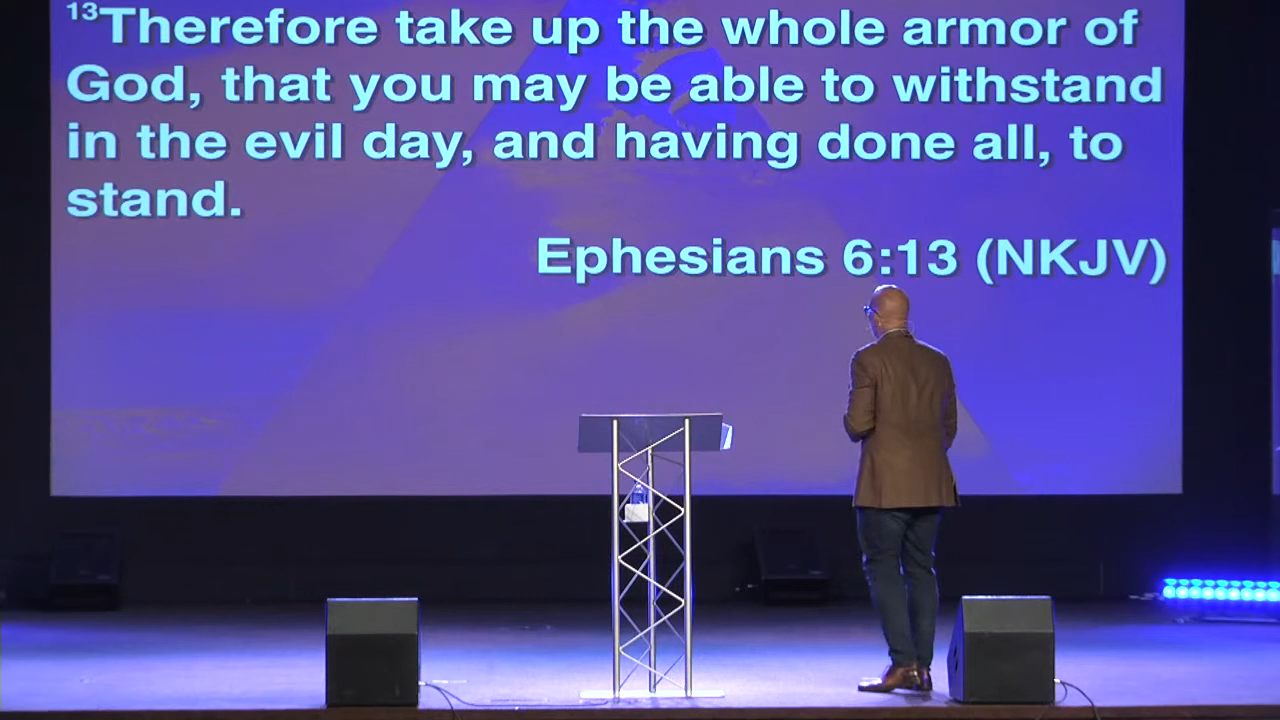 13Therefore take up the whole armor of
God, that you may be able to withstand
in the evil day, and having done all, to
stand.
Ephesians 6:13 (NKJV)